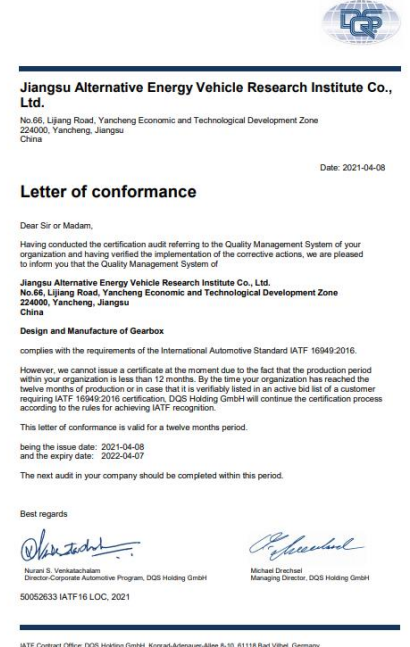 DQS
Jiangsu Alternative Energy Vehicle Research Institute Co.,
Ltd.
No.66, Lijiang Road, Yancheng Economic and Technological Development Zone
224000, Yancheng, Jiangsu
China
Date: 2021-04-08
Letter of conformance
Dear Sir or Madam,
Having conducted the certification audit referring to the Quality Management System of your
organization and having verified the implementation of the corrective actions, we are pleased
to inform you that the Quality Management System of
Jiangsu Alternative Energy Vehicle Research Institute Co., Ltd.
No.66, Lijiang Road, Yancheng Economic and Technological Development Zone
224000, Yancheng, Jiangsu
China
Design and Manufacture of Gearbox
complies with the requirements of the International Automotive Standard IATF 16949:2016.
However, we cannot issue a certificate at the moment due to the fact that the production period
within your organization is less than 12 months. By the time your organization has reached the
twelve months of production or in case that it is verifiably listed in an active bid list of a customer
requiring IATF 16949:2016 certification, DQS Holding GmbH will continue the certification process
according to the rules for achieving IATF recognition.
This letter of conformance is valid for a twelve months period.
being the issue date: 2021-04-08
and the expiry date: 2022-04-07
The next audit in your company should be completed within this period.
Best regards
Nurani S. Venkatachalam
Director-Corporate Automotive Program, DQS Holding GmbH
Michael Drechsel
Managing Director, DQS Holding GmbH
50052633 IATF16 LOC, 2021
IATF Contract Office: DQS Holding GmbH, Konrad-Adenauer-Allee 8-10, 61118 Bad Vilbel, Germany